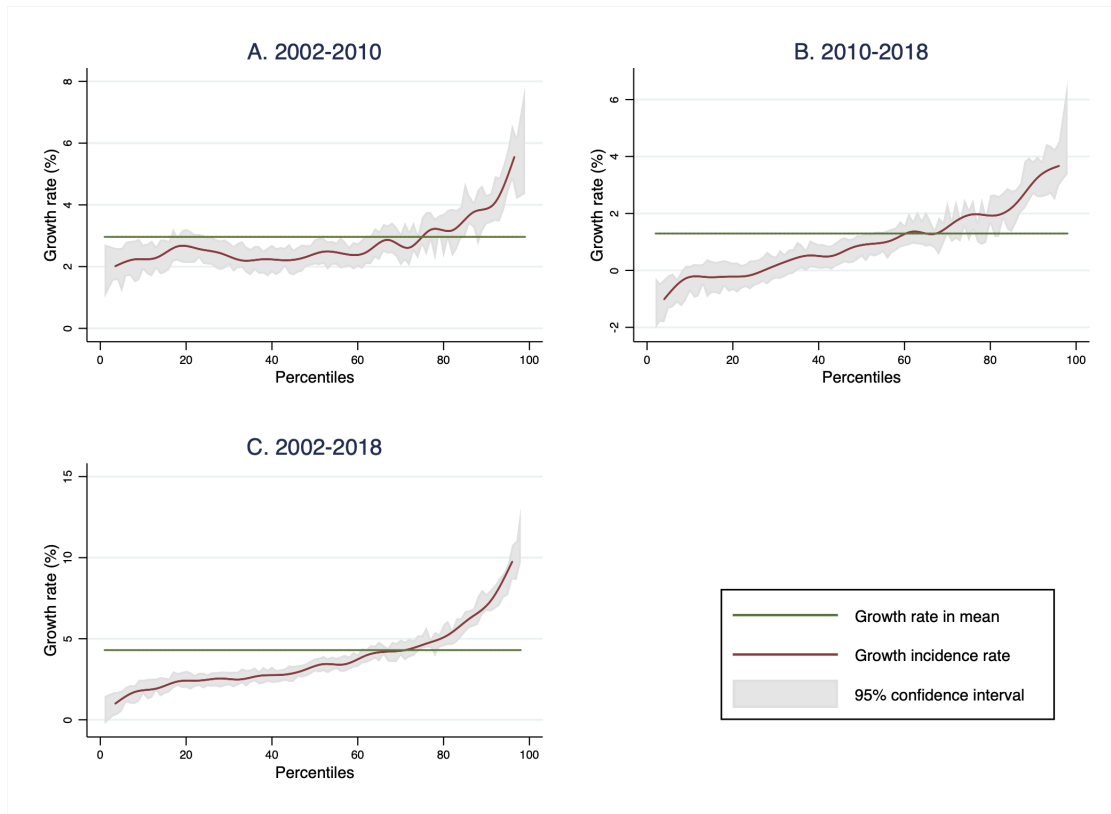 A. 2002-2010
Growth rate (%)
8
6
4
2
0
0 20 40 60 80 100
Percentiles
B. 2010-2018
Growth rate (%)
6
4
2
0
-2
0 20 40 60 80 100
Percentiles
C. 2002-2018
Growth rate (%)
15
10
5
0
0 20 40 60 80 100
Percentiles
Growth rate in mean
Growth incidence rate
95% confidence interval